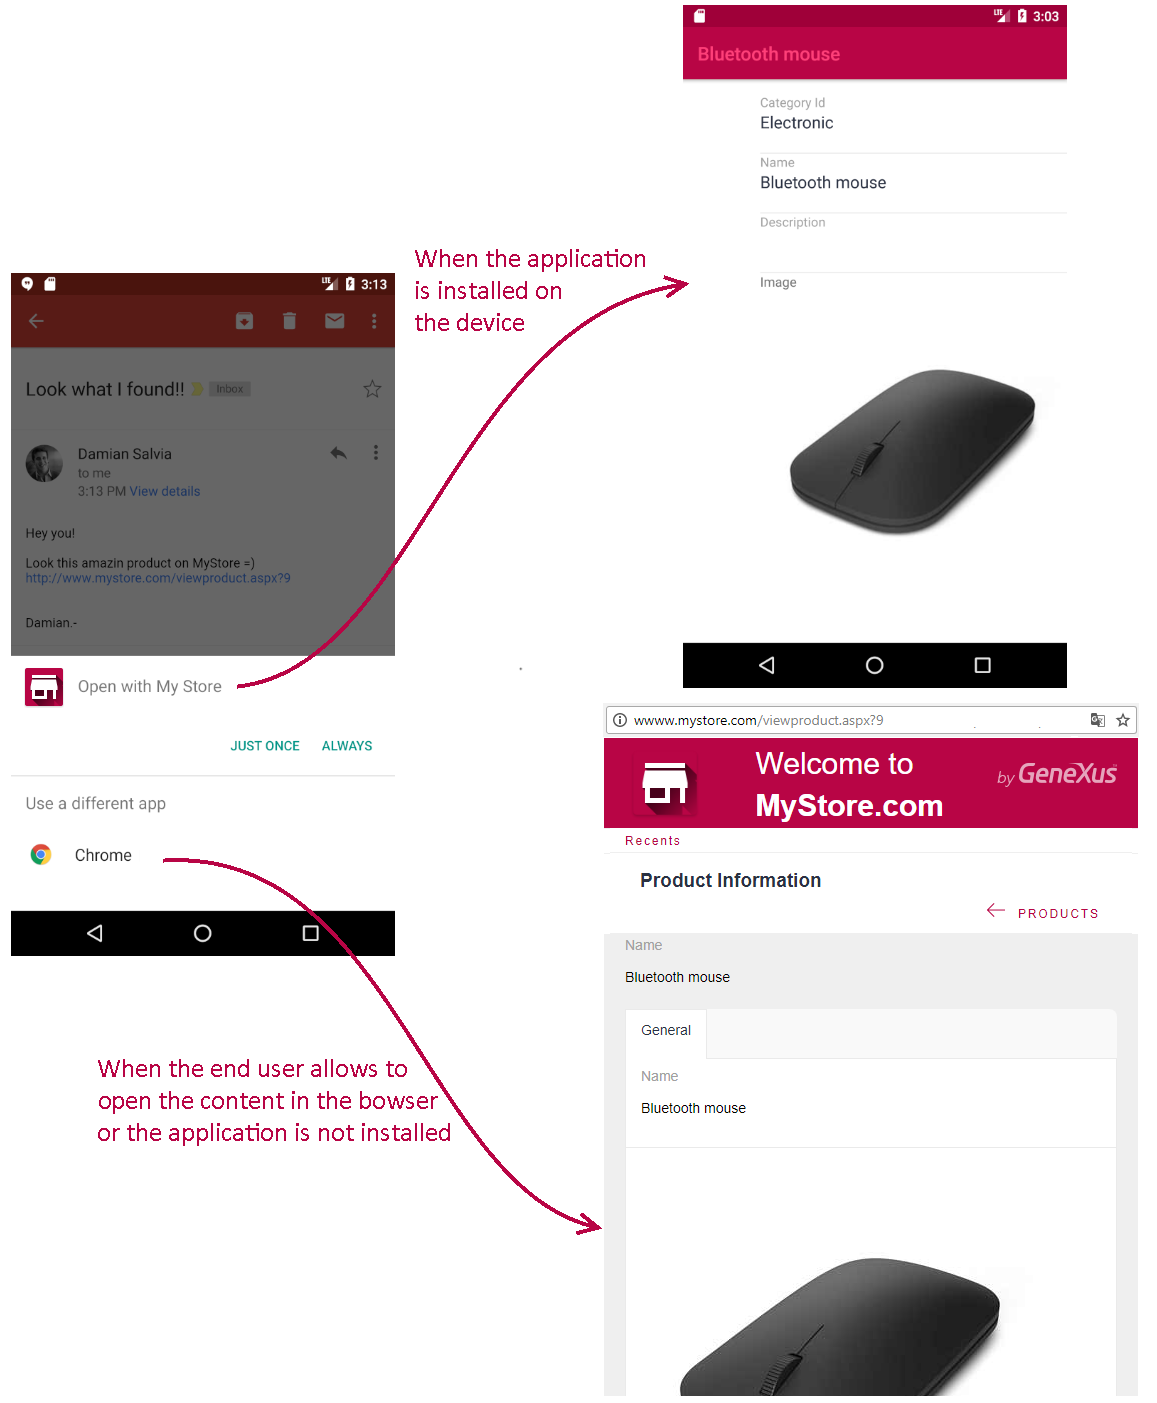 LTE 3:03
Bluetooth mouse
Category Id
Electronic
Name
Bluetooth mouse
Description
Image
When the application
is installed on
the device
LTE 3:13
Look what I found!! Inbox
Damian Salvia
to me
3:13 PM View details
Hey you!
Look this amazin product on MyStore =)
http://www.mystore.com/viewproduct.aspx?9
Damian.-
Open with My Store
JUST ONCE ALWAYS
Use a different app
Chrome
When the end user allows to
open the content in the bowser
or the application is not installed
wwww.mystore.com/viewproduct.aspx?9
Welcome to
MyStore.com
by GeneXus
Recents
Product Information
PRODUCTS
Name
Bluetooth mouse
General
Name
Bluetooth mouse